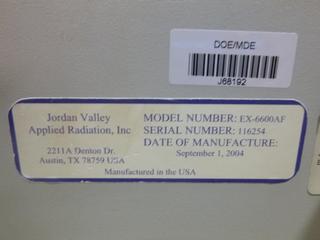 DOE/MDE
J68192
Jordan Valley
Applied Radiation, Inc
2211A Denton Dr.
Austin, TX 78759 USA
MODEL NUMBER: EX-6600AF
SERIAL NUMBER: 116254
DATE OF MANUFACTURE:
September 1, 2004
Manufactured in the USA